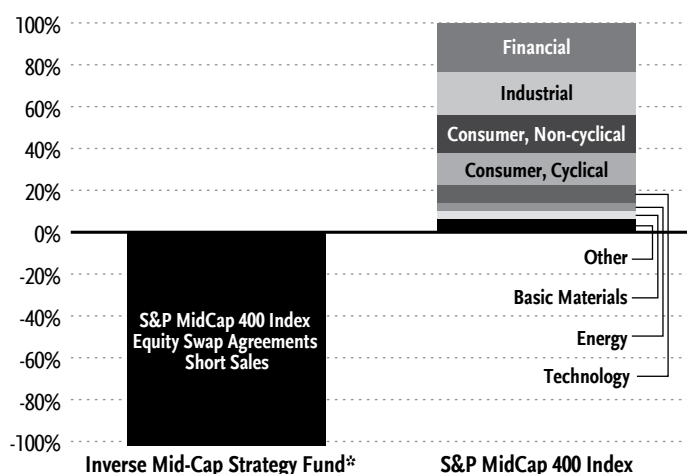 100%
80%
60%
40%
20%
0%
-20%
-40%
-60%
-80%
-100%
Financial
Industrial
Consumer, Non-cyclical
Consumer, Cyclical
Other
Basic Materials
Energy
Technology
S&P MidCap 400 Index
Equity Swap Agreements
Short Sales
Inverse Mid-Cap Strategy Fund*
S&P MidCap 400 Index